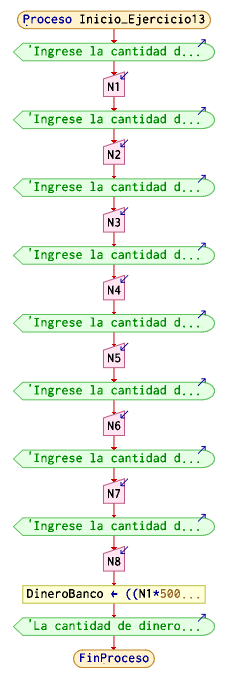 Proceso Inicio_Ejercicio13
'Ingrese la cantidad d...
N1
'Ingrese la cantidad d...
N2
'Ingrese la cantidad d...
N3
'Ingrese la cantidad d...
N4
'Ingrese la cantidad d...
N5
'Ingrese la cantidad d...
N6
'Ingrese la cantidad d...
N7
'Ingrese la cantidad d...
N8
DineroBanco ← ((N1*500...
'La cantidad de dinero...
FinProceso